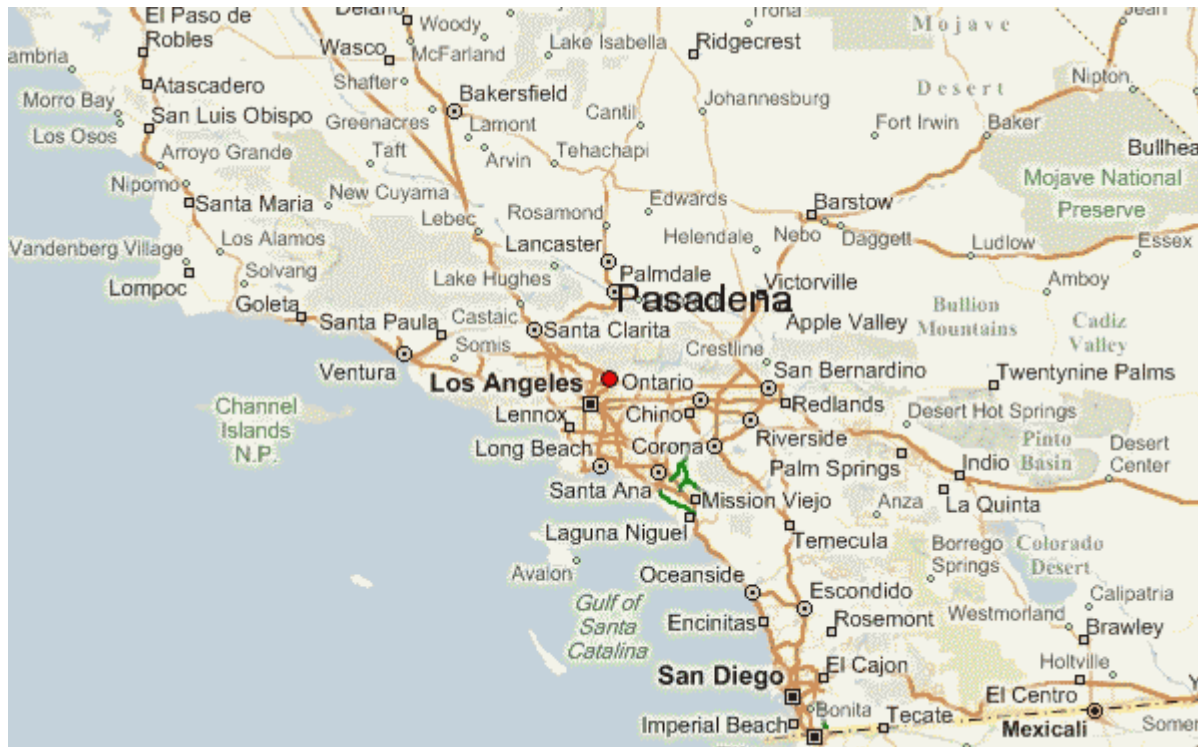 El Paso de
Robles
Delano
Woody
Trona
Mojave
Jean
McFarland
Lake Isabella
Ridgecrest
Wasco
ambria
Shafter
Nipton
Atascadero
Bakersfield
Cantil
Johannesburg
Desert
Morro Bay
San Luis Obispo
Greenacres
Lamont
Fort Irwin
Baker
Los Osos
Arroyo Grande
Taft
Arvin
Tehachapi
Bullhea
Nipomo
New Cuyama
Edwards
Mojave National
Preserve
Santa Maria
Lebec
Rosamond
Barstow
Vandenberg Village
Los Alamos
Lancaster
Helendale
Nebo
Daggett
Ludlow
Essex
Lompoc
Solvang
Lake Hughes
Palmdale
Victorville
Amboy
Goleta
Pasadena
Bullion
Mountains
Santa Paula
Castaic
Santa Clarita
Apple Valley
Cadiz
Valley
Somis
Crestline
Ventura
Los Angeles
Ontario
San Bernardino
Twentynine Palms
Channel
Islands
N.P.
Lennox
Chino
Redlands
Desert Hot Springs
Long Beach
Corona
Riverside
Pinto
Basin
Desert
Center
Palm Springs
Indio
Santa Ana
Mission Viejo
Anza
La Quinta
Laguna Niguel
Temecula
Borrego
Springs
Colorado
Desert
Avalon
Oceanside
Escondido
Calipatria
Gulf of
Santa
Catalina
Encinitas
Rosemont
Westmorland
Brawley
San Diego
El Cajon
Holtville
El Centro
Y
Imperial Beach
Bonita
Tecate
Mexicali
Somer